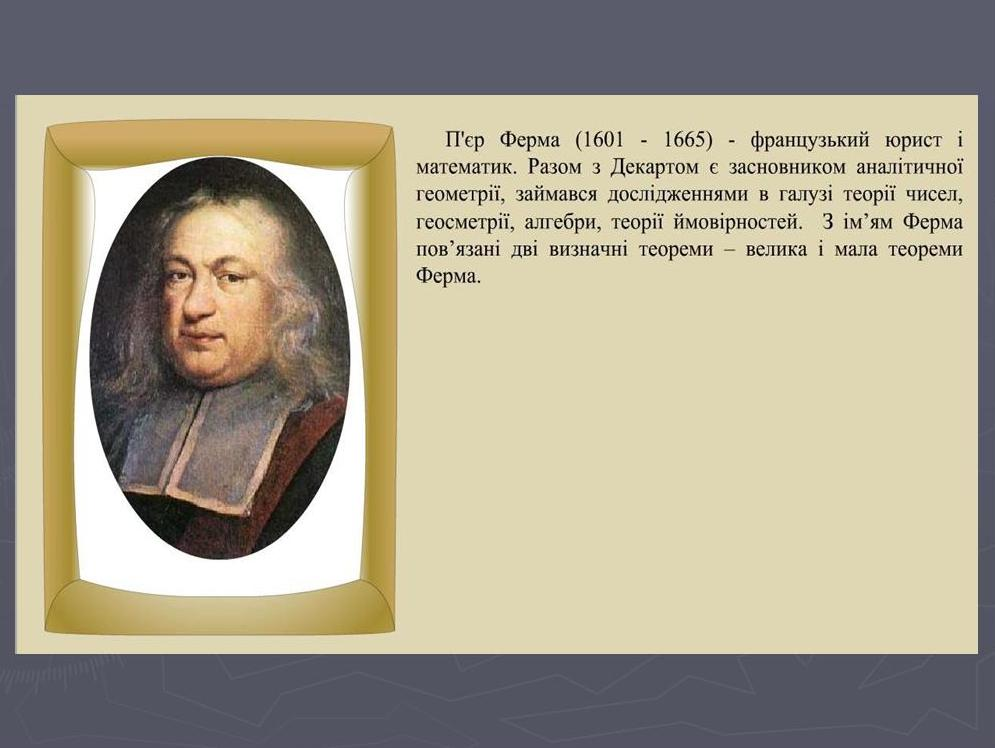 П'єр Ферма (1601 - 1665) - французький юрист і
математик. Разом з Декартом є засновником аналітичної
геометрії, займався дослідженнями в галузі теорії чисел,
геосметрії, алгебри, теорії ймовірностей. З ім’ям Ферма
пов’язані дві визначні теореми – велика і мала теореми
Ферма.